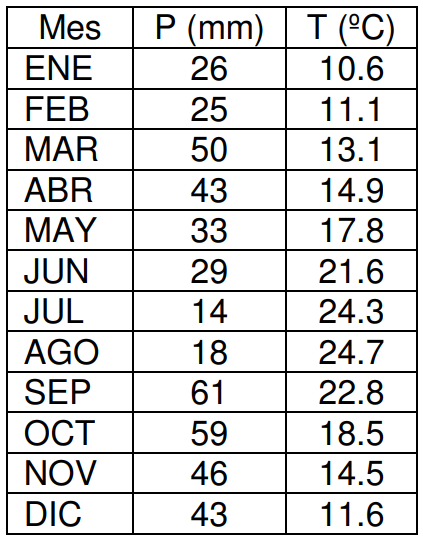 Mes P (mm) T (ºC)
ENE 26 10.6
FEB 25 11.1
MAR 50 13.1
ABR 43 14.9
MAY 33 17.8
JUN 29 21.6
JUL 14 24.3
AGO 18 24.7
SEP 61 22.8
OCT 59 18.5
NOV 46 14.5
DIC 43 11.6